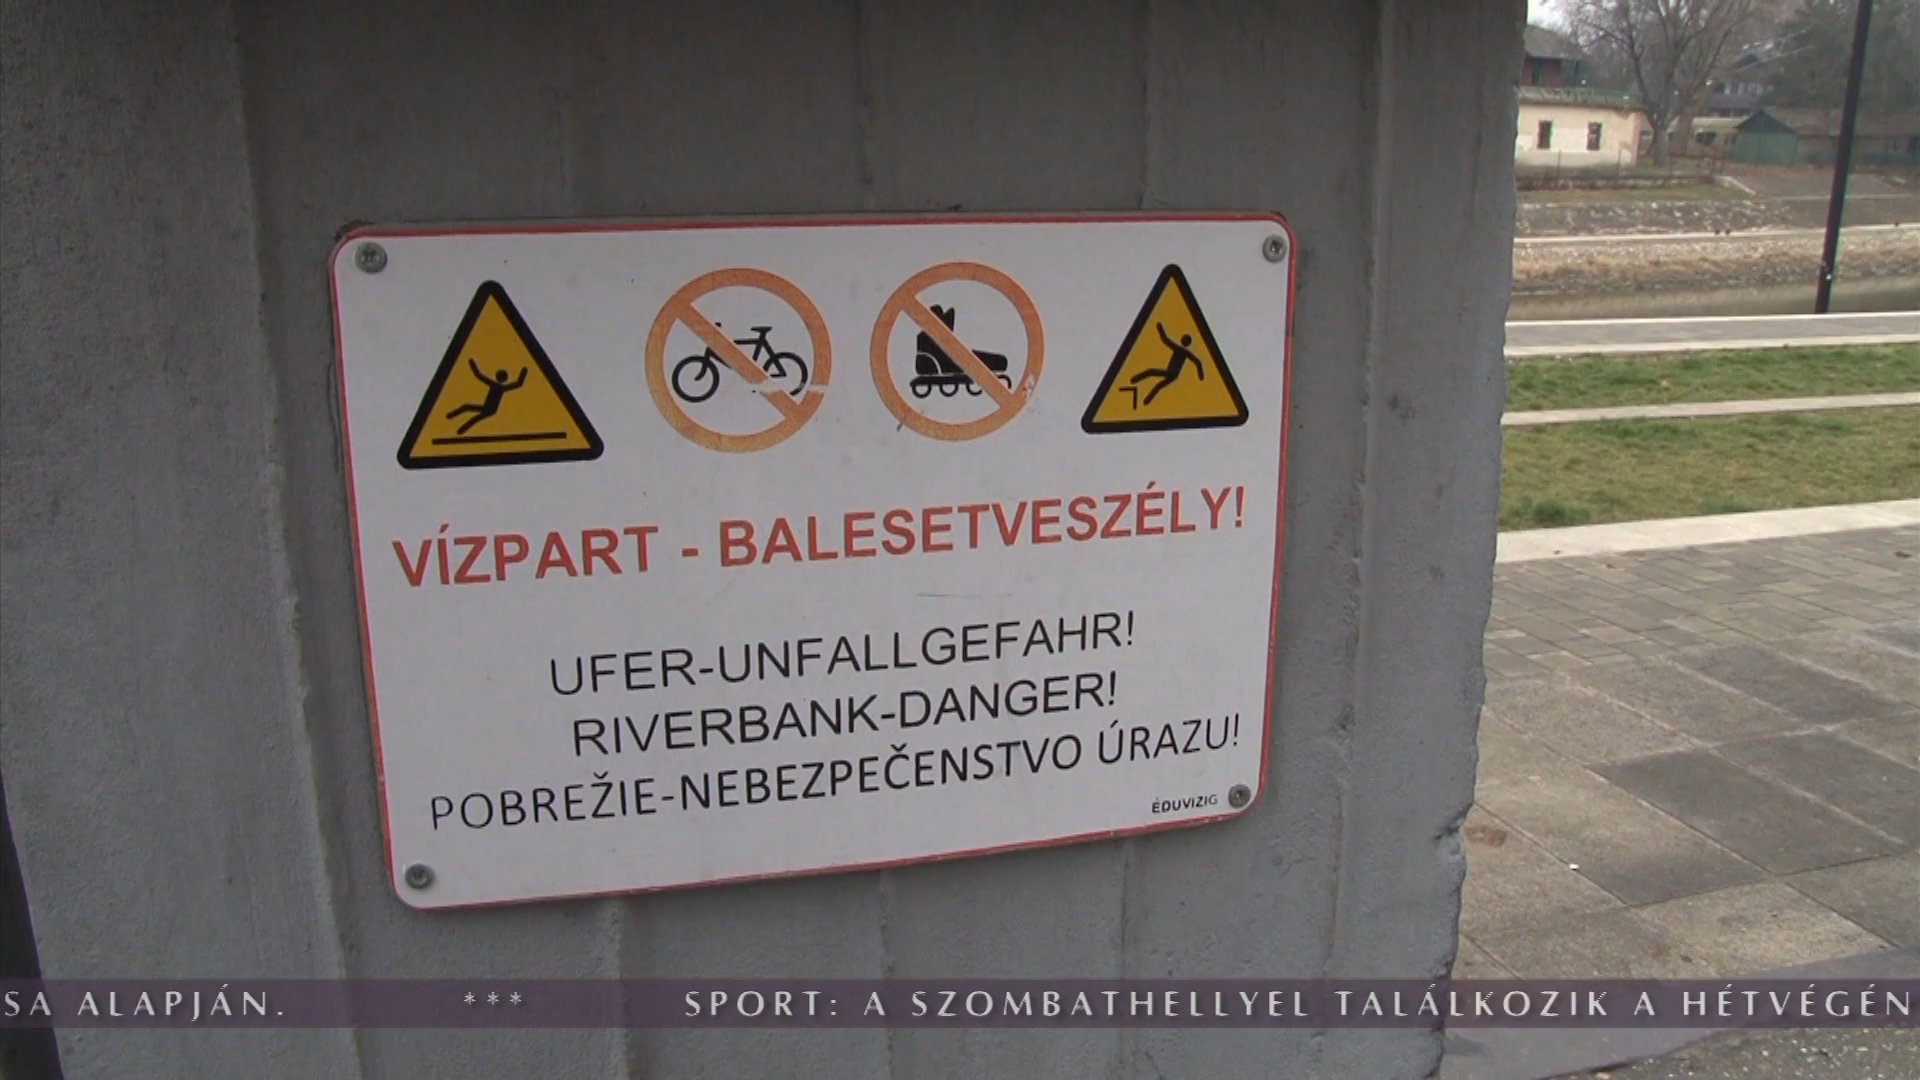 VÍZPART - BALESETVESZÉLY!
UFER-UNFALLGEFAHR!
RIVERBANK-DANGER!
POBREŽIE-NEBEZPEČENSTVO ÚRAZU!
ÉDUVIZIG
SA ALAPJÁN. *** SPORT: A SZOMBATHELLYEL TALÁLKOZIK A HÉTVÉGÉN